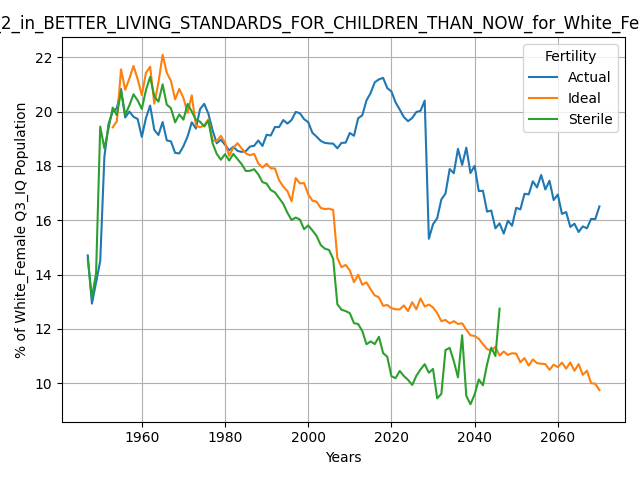 _2_in_BETTER_LIVING_STANDARDS_FOR_CHILDREN_THAN_NOW_for_White_Fe
Fertility
Actual
Ideal
Sterile
% of White_Female Q3_IQ Population
22
20
18
16
14
12
10
1960
1980
2000
2020
2040
2060
Years